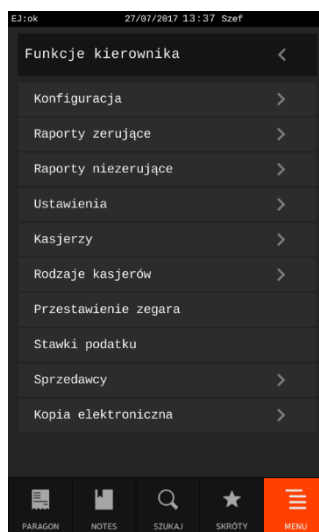 EJ:ok 27/07/2017 13:37 Szef
Funkcje kierownika
Konfiguracja
Raporty zerujące
Raporty niezerujące
Ustawienia
Kasjerzy
Rodzaje kasjerów
Przestawienie zegara
Stawki podatku
Sprzedawcy
Kopia elektroniczna
PARAGON NOTES SZUKAJ SKRÓTY MENU